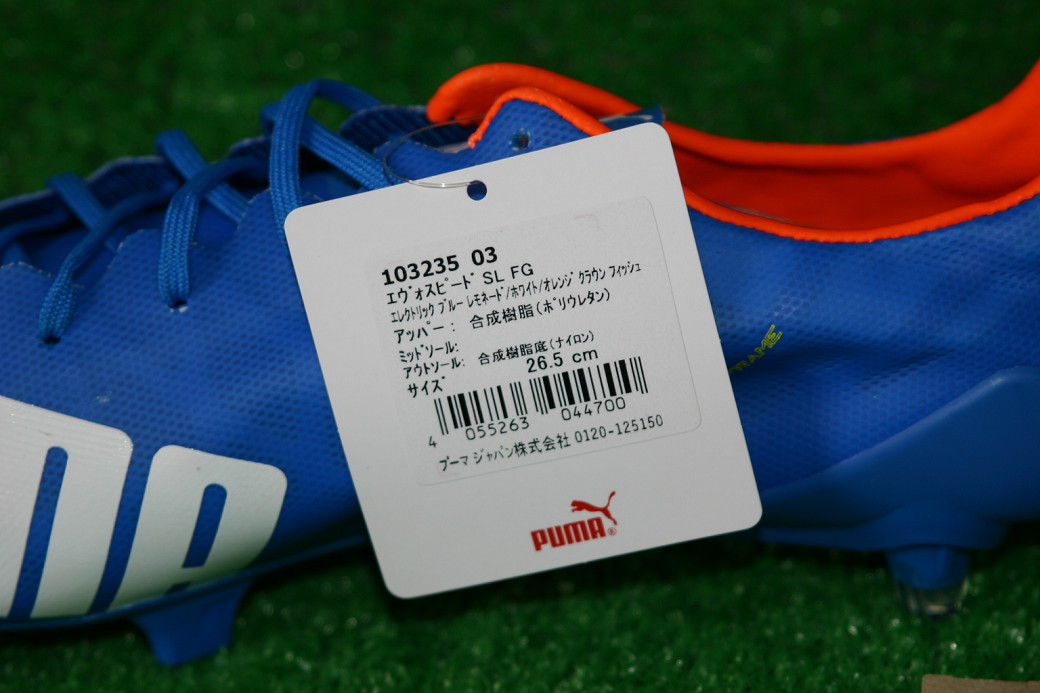 103235 03
エヴォスピード SL FG
エレクトリック ブルー レモネード/ホワイト/オレンジ クラウン フィッシュ
アッパー: 合成樹脂(ポリウレタン)
ミッドソール:
アウトソール: 合成樹脂底(ナイロン)
サイズ 26.5 cm
4 055263 044700
プーマ ジャパン株式会社 0120-125150
PUMA®
FRAME